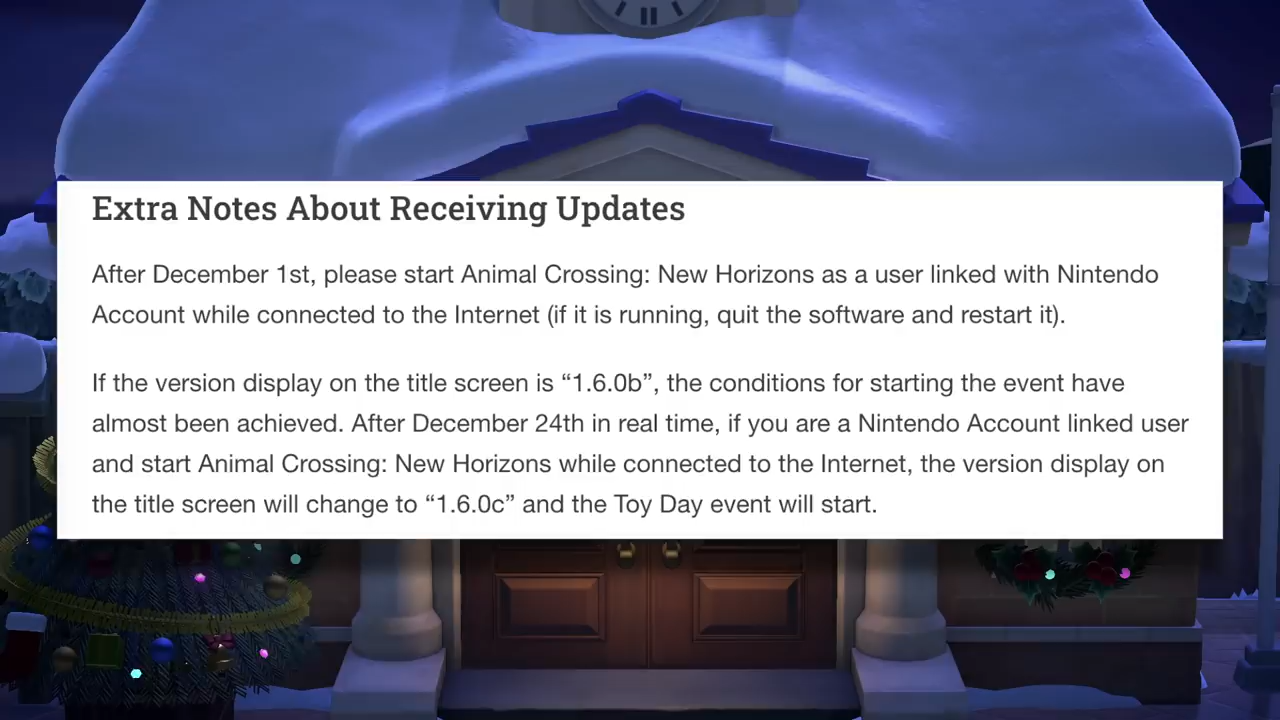 Extra Notes About Receiving Updates
After December 1st, please start Animal Crossing: New Horizons as a user linked with Nintendo
Account while connected to the Internet (if it is running, quit the software and restart it).
If the version display on the title screen is “1.6.0b”, the conditions for starting the event have
almost been achieved. After December 24th in real time, if you are a Nintendo Account linked user
and start Animal Crossing: New Horizons while connected to the Internet, the version display on
the title screen will change to “1.6.0c” and the Toy Day event will start.